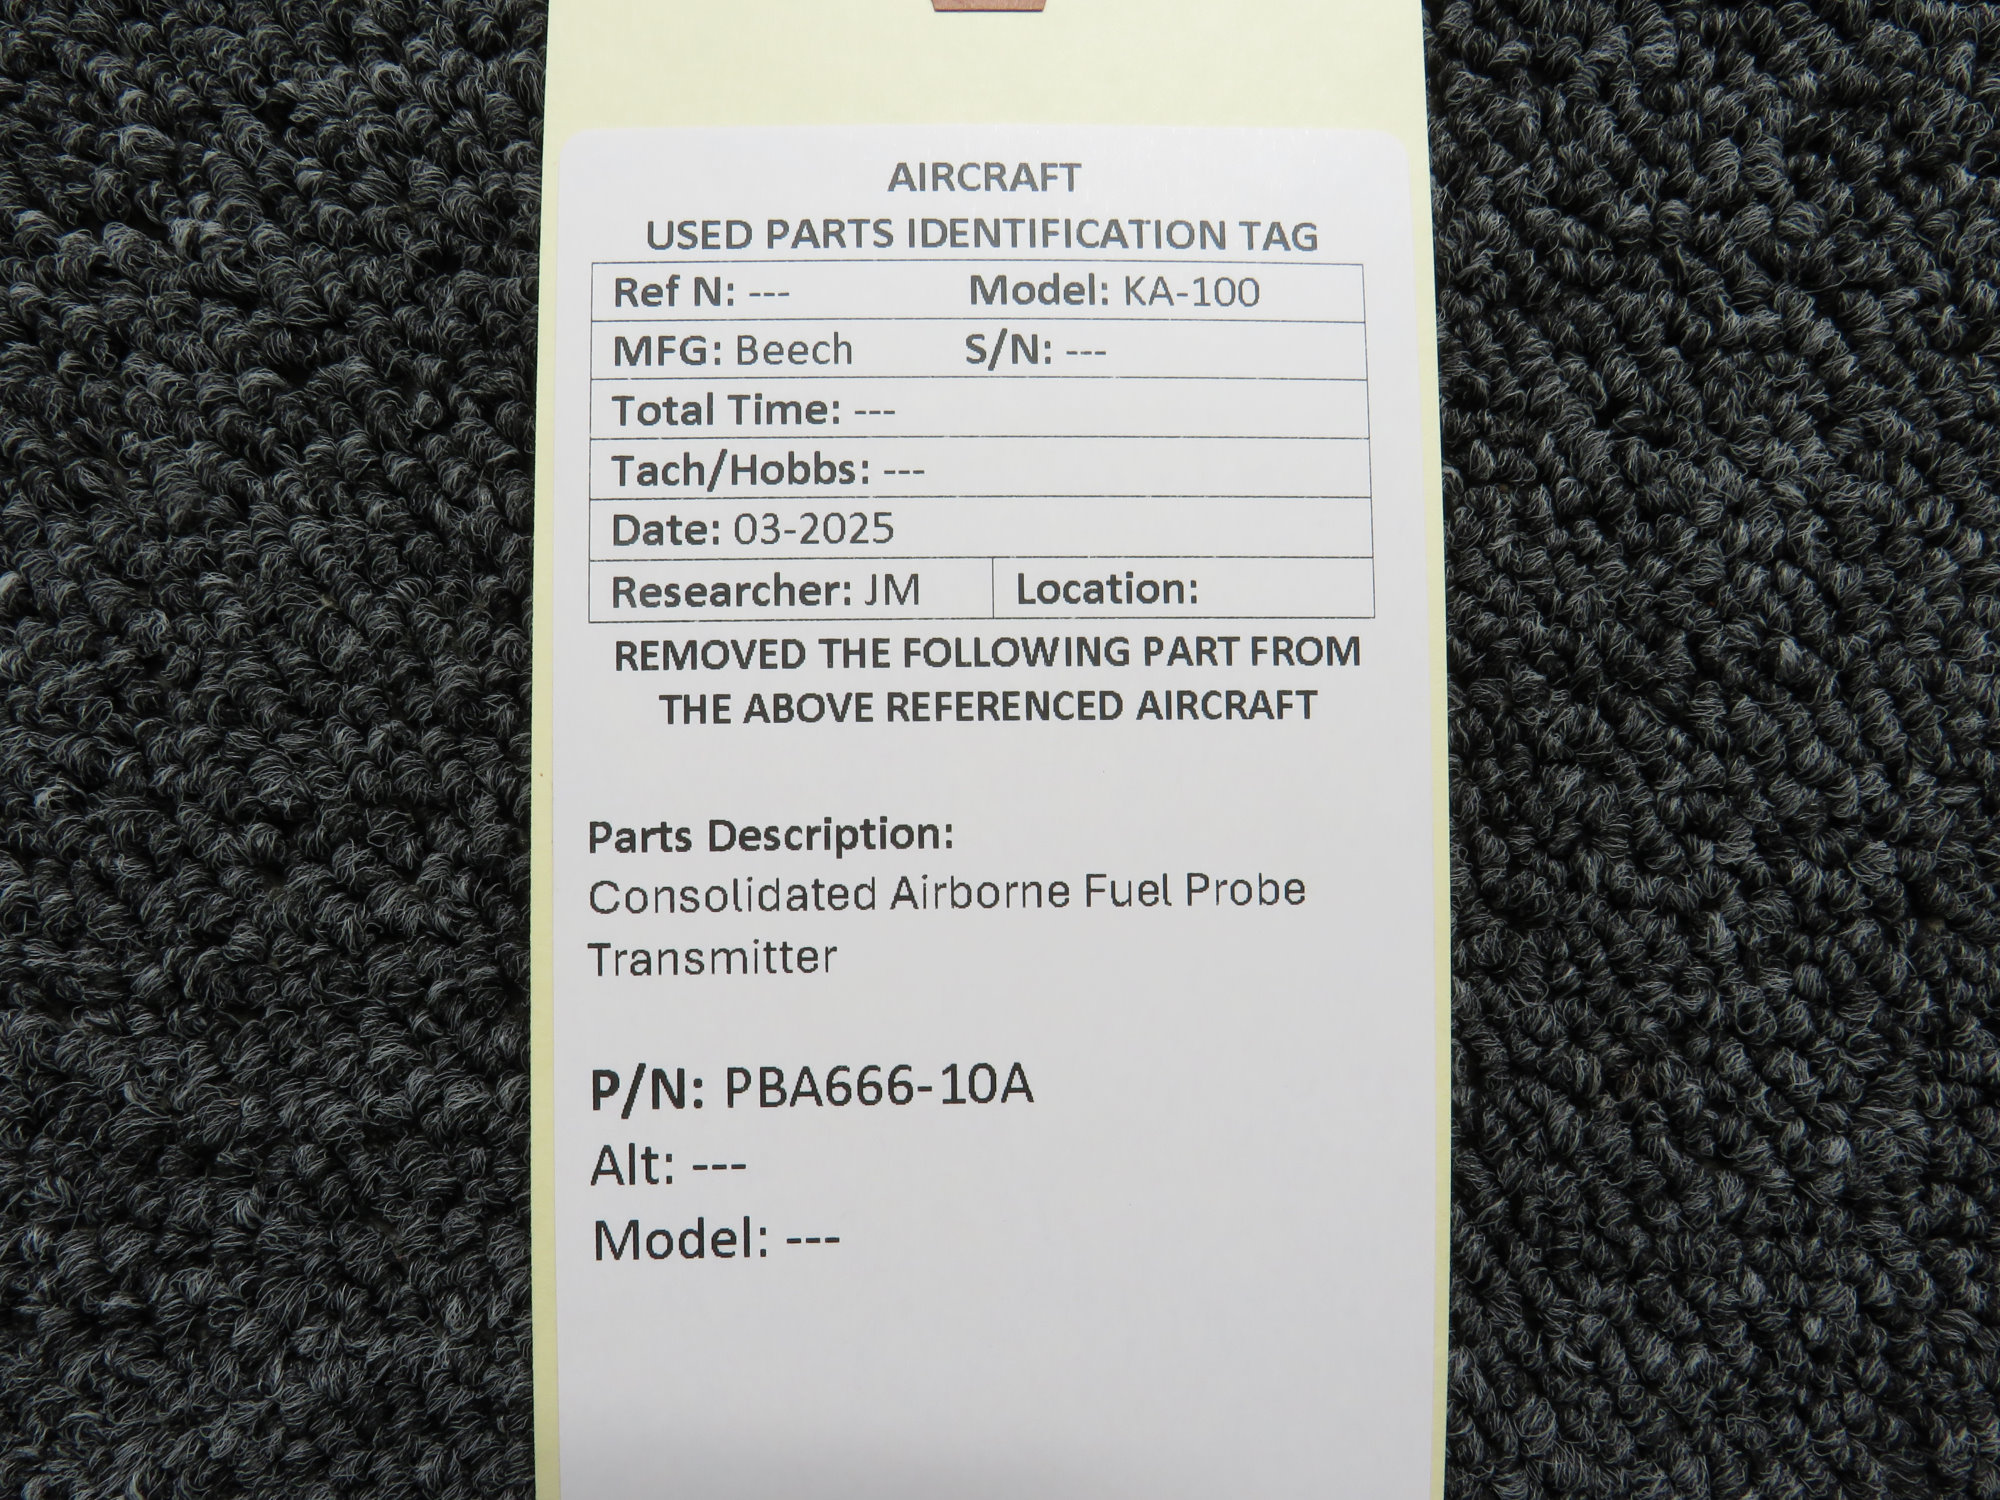 AIRCRAFT
USED PARTS IDENTIFICATION TAG
Ref N: --- Model: KA-100
MFG: Beech S/N: ---
Total Time: ---
Tach/Hobbs: ---
Date: 03-2025
Researcher: JM Location:
REMOVED THE FOLLOWING PART FROM
THE ABOVE REFERENCED AIRCRAFT
Parts Description:
Consolidated Airborne Fuel Probe
Transmitter
P/N: PBA666-10A
Alt: ---
Model: ---